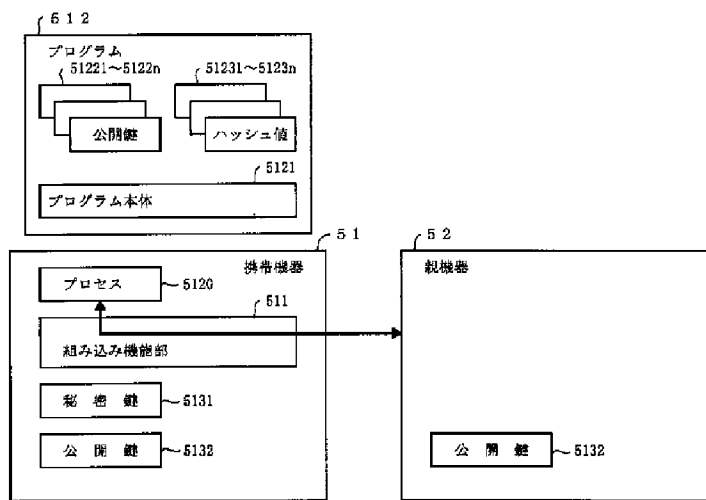 ５１２
プログラム
51221～5122n
51231～5123n
公開鍵
ハッシュ値
5121
プログラム本体
５１
５２
携帯機器
親機器
プロセス
5120
511
組み込み機能部
秘密鍵
5131
公開鍵
5132
公開鍵
5132